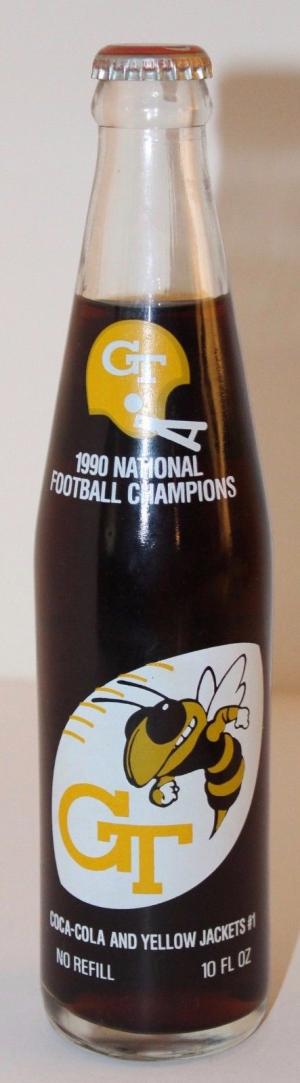 GT
1990 NATIONAL
FOOTBALL CHAMPIONS
GT
COCA-COLA AND YELLOW JACKETS #1
NO REFILL 10 FL OZ